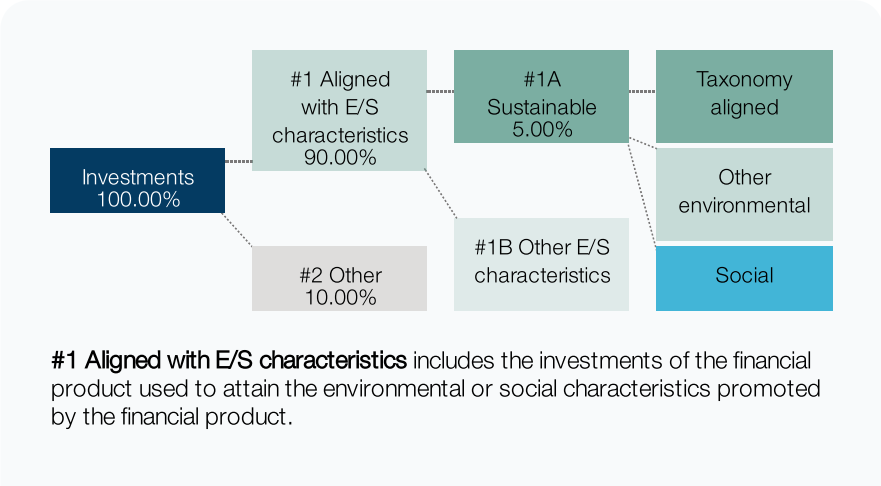 #1 Aligned
with E/S
characteristics
90.00%
#1A
Sustainable
5.00%
Taxonomy
aligned
Investments
100.00%
Other
environmental
#2 Other
10.00%
#1B Other E/S
characteristics
Social
#1 Aligned with E/S characteristics includes the investments of the financial
product used to attain the environmental or social characteristics promoted
by the financial product.